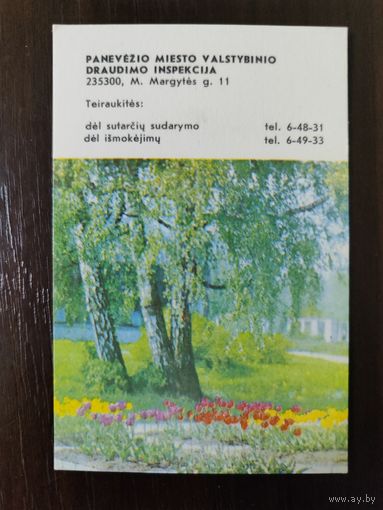 PANEVĖŽIO MIESTO VALSTYBINIO
DRAUDIMO INSPEKCIJA
235300, M. Margytės g. 11
Teiraukitės:
dėl sutarčių sudarymo tel. 6-48-31
dėl išmokėjimų tel. 6-49-33
www.ay.by